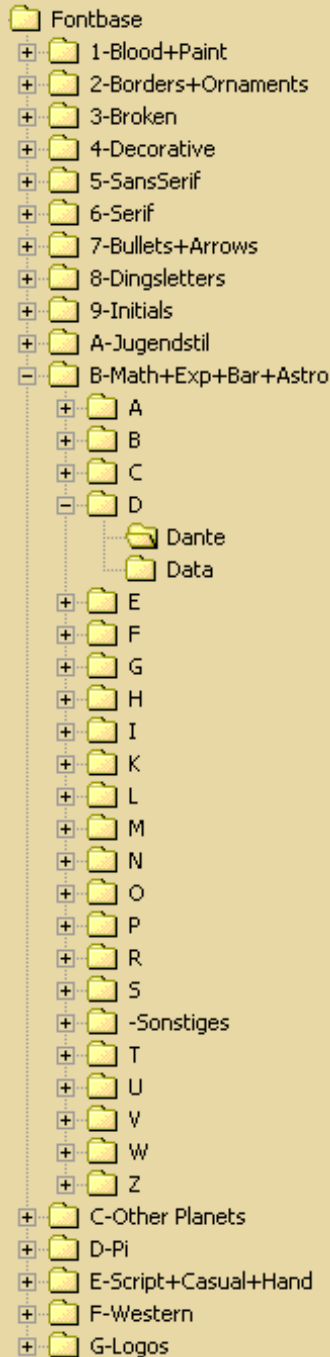 Fontbase
1-Blood+Paint
2-Borders+Ornaments
3-Broken
4-Decorative
5-SansSerif
6-Serif
7-Bullets+Arrows
8-Dingsletters
9-Initials
A-Jugendstil
B-Math+Exp+Bar+Astro
A
B
C
D
Dante
Data
E
F
G
H
I
K
L
M
N
O
P
R
S
-Sonstiges
T
U
V
W
Z
C-Other Planets
D-Pi
E-Script+Casual+Hand
F-Western
G-Logos